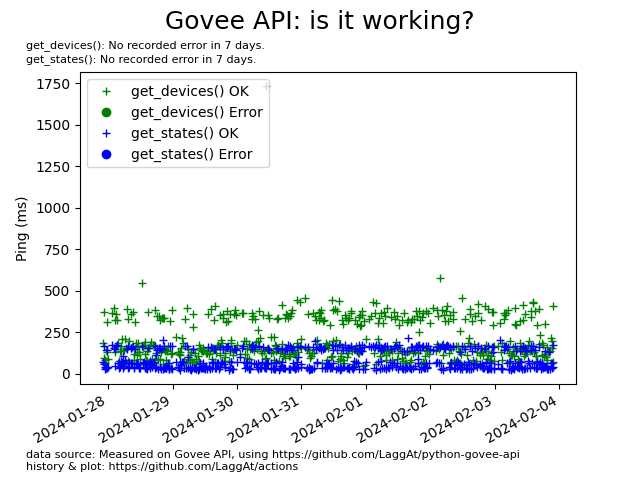 Govee API: is it working?
get_devices(): No recorded error in 7 days.
get_states(): No recorded error in 7 days.
get_devices() OK
get_devices() Error
get_states() OK
get_states() Error
Ping (ms)
1750
1500
1250
1000
750
500
250
0
2024-01-28
2024-01-29
2024-01-30
2024-01-31
2024-02-01
2024-02-02
2024-02-03
2024-02-04
data source: Measured on Govee API, using https://github.com/LaggAt/python-govee-api
history & plot: https://github.com/LaggAt/actions